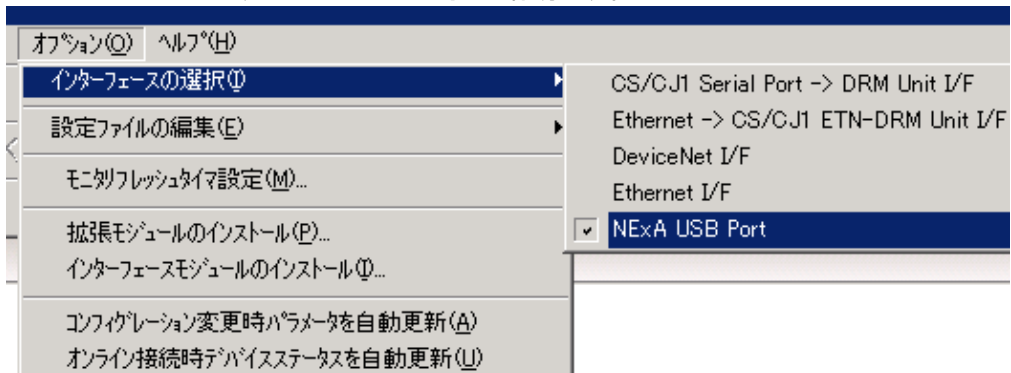 オプション(O) ヘルプ(H)
インターフェースの選択(I)
設定ファイルの編集(E)
モニタリフレッシュタイマ設定(M)...
拡張モジュールのインストール(P)...
インターフェースモジュールのインストール(I)...
コンフィグレーション変更時パラメータを自動更新(A)
オンライン接続時デバイスステータスを自動更新(U)
CS/CJ1 Serial Port -> DRM Unit I/F
Ethernet -> CS/CJ1 ETN-DRM Unit I/F
DeviceNet I/F
Ethernet I/F
NExA USB Port